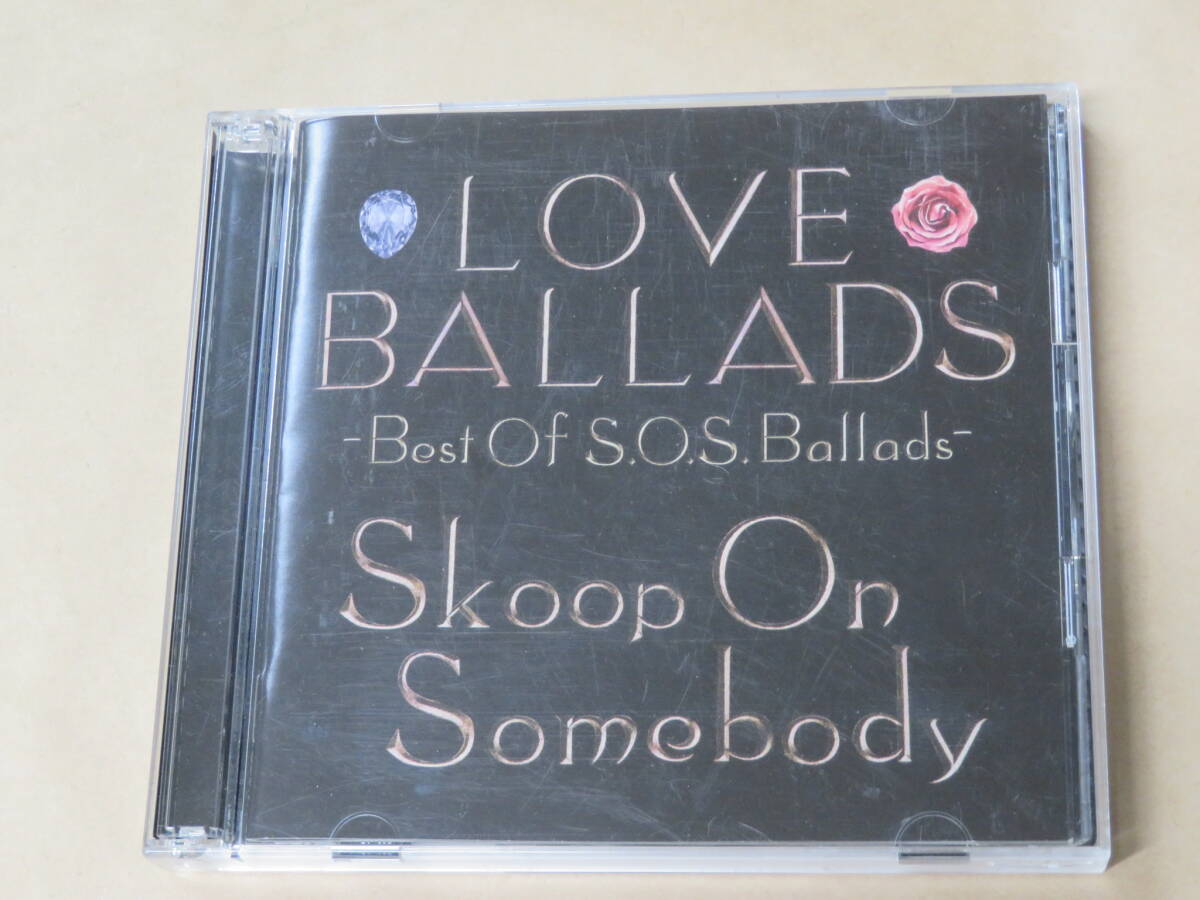 LOVE
BALLADS
-Best Of S.O.S. Ballads-
Skoop On
Somebody